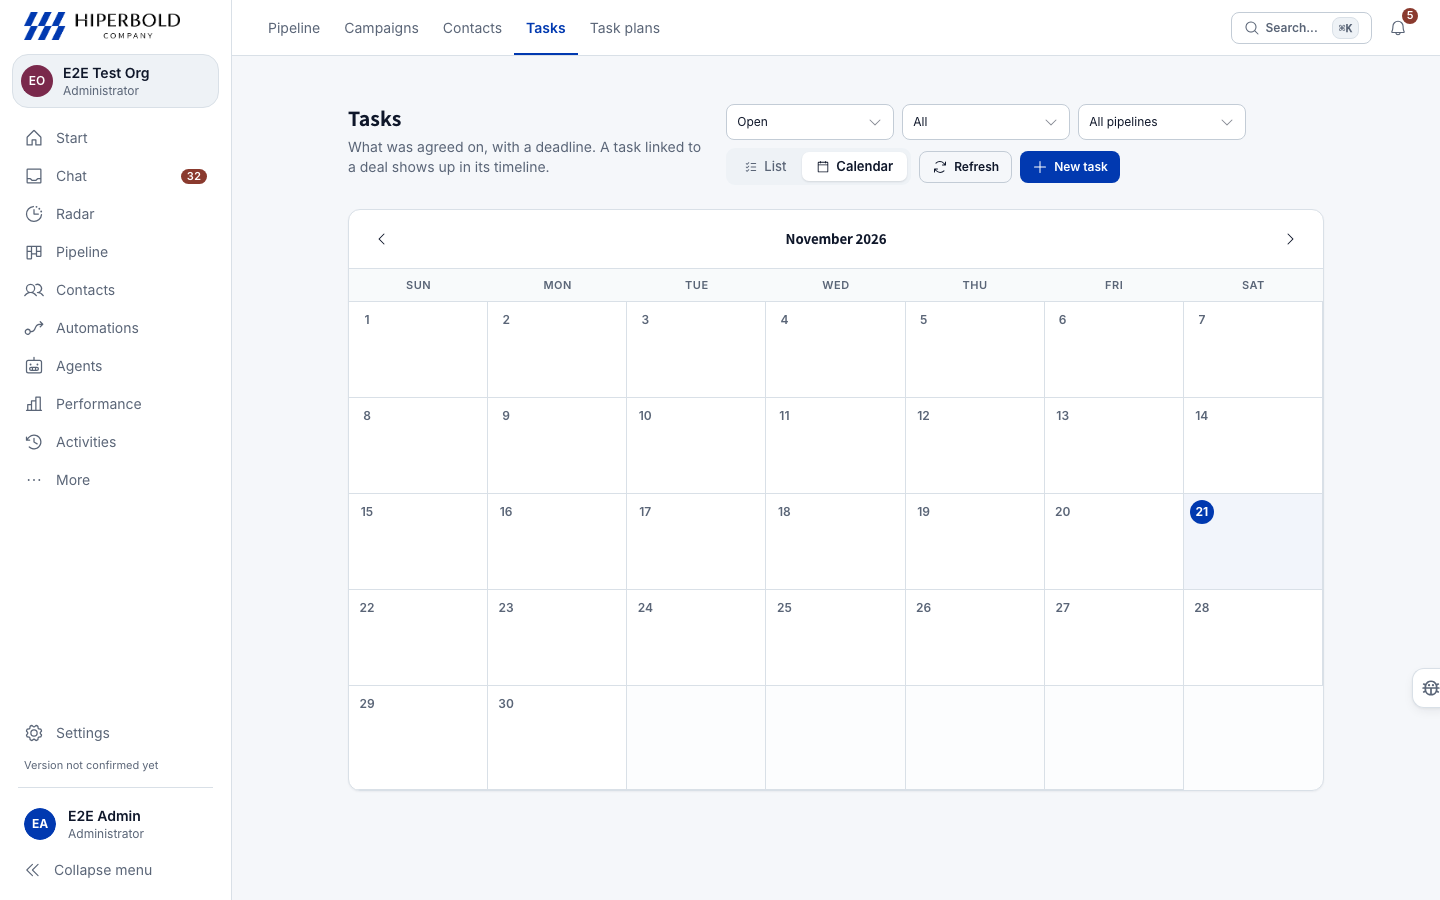 HIPERBOLD
COMPANY
EO
E2E Test Org
Administrator
Start
Chat
32
Radar
Pipeline
Contacts
Automations
Agents
Performance
Activities
More
Settings
Version not confirmed yet
EA
E2E Admin
Administrator
Collapse menu
Pipeline
Campaigns
Contacts
Tasks
Task plans
Search...
⌘K
5
Tasks
What was agreed on, with a deadline. A task linked to
a deal shows up in its timeline.
Open
All
All pipelines
List
Calendar
Refresh
New task
November 2026
SUN MON TUE WED THU FRI SAT
1 2 3 4 5 6 7
8 9 10 11 12 13 14
15 16 17 18 19 20 21
22 23 24 25 26 27 28
29 30